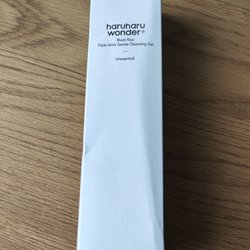 haruharu
wonder®
Black Rice
Triple AHA Gentle Cleansing Gel
Unscented